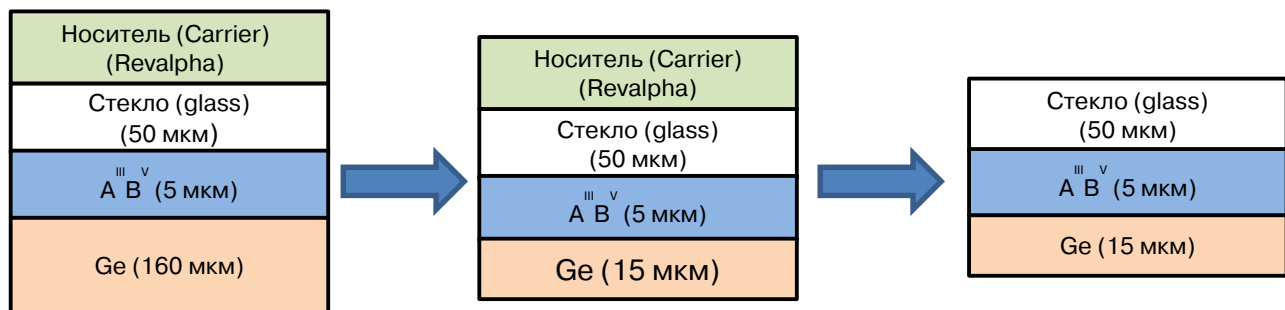 Носитель (Carrier)
(Revalpha)
Стекло (glass)
(50 мкм)
AᴵᴵᴵBⱽ (5 мкм)
Ge (160 мкм)
Носитель (Carrier)
(Revalpha)
Стекло (glass)
(50 мкм)
AᴵᴵᴵBⱽ (5 мкм)
Ge (15 мкм)
Стекло (glass)
(50 мкм)
AᴵᴵᴵBⱽ (5 мкм)
Ge (15 мкм)